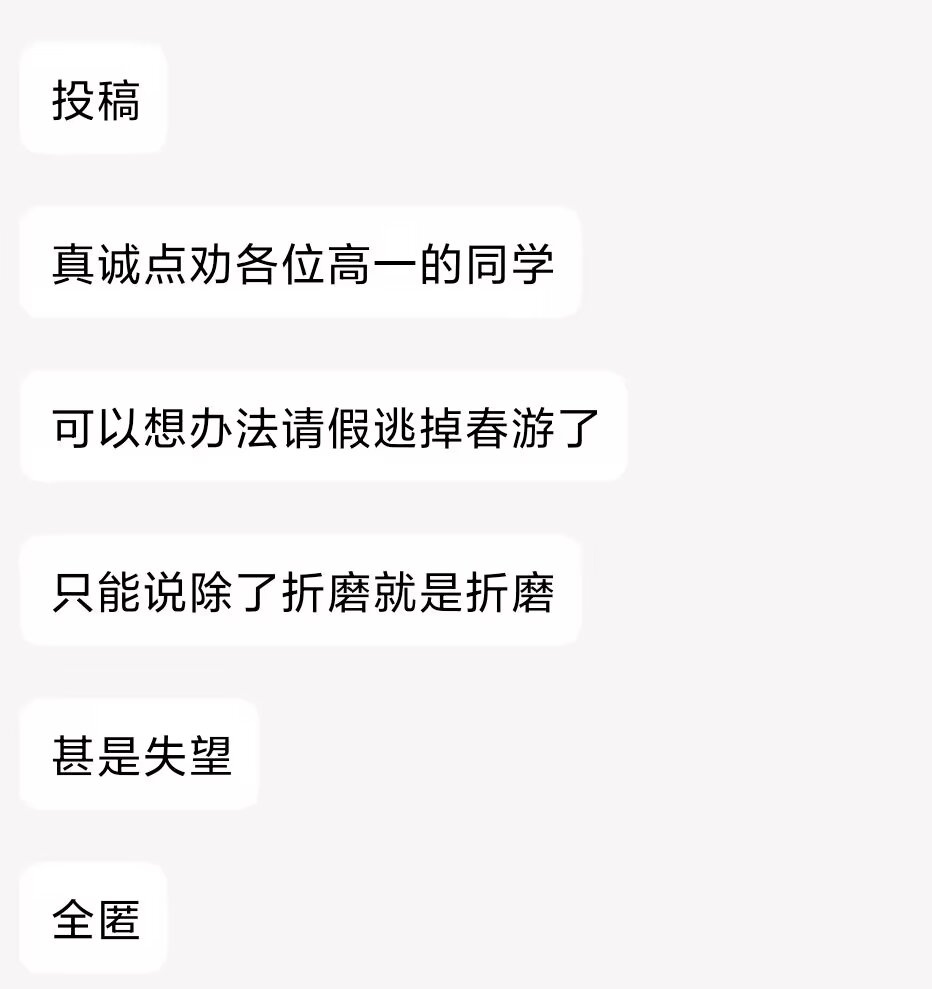 投稿
真诚点劝各位高一的同学
可以想办法请假逃掉春游了
只能说除了折磨就是折磨
甚是失望
全匿